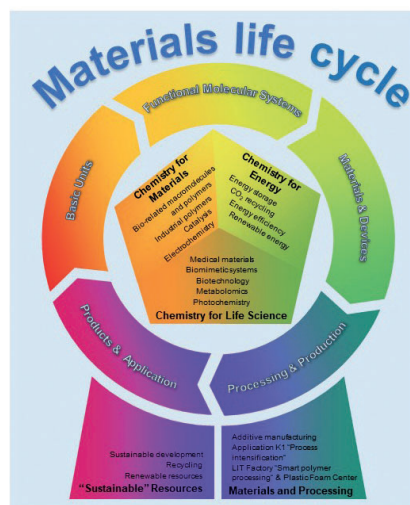 Materials life cycle
Functional Molecular Systems
Basic Units
Materials & Devices
Chemistry for
Materials
Bio-related macromolecules
and polymers
Industrial polymers
Catalysis
Electrochemistry
Chemistry for
Energy
Energy storage
CO₂ recycling
Energy efficiency
Renewable energy
Medical materials
Biomimetic systems
Biotechnology
Metabolomics
Photochemistry
Chemistry for Life Science
Products & Application
Processing & Production
Sustainable development
Recycling
Renewable resources
“Sustainable” Resources
Additive manufacturing
Application K1 “Process
intensification”
LIT Factory “Smart polymer
processing” & Plastic Foam Center
Materials and Processing